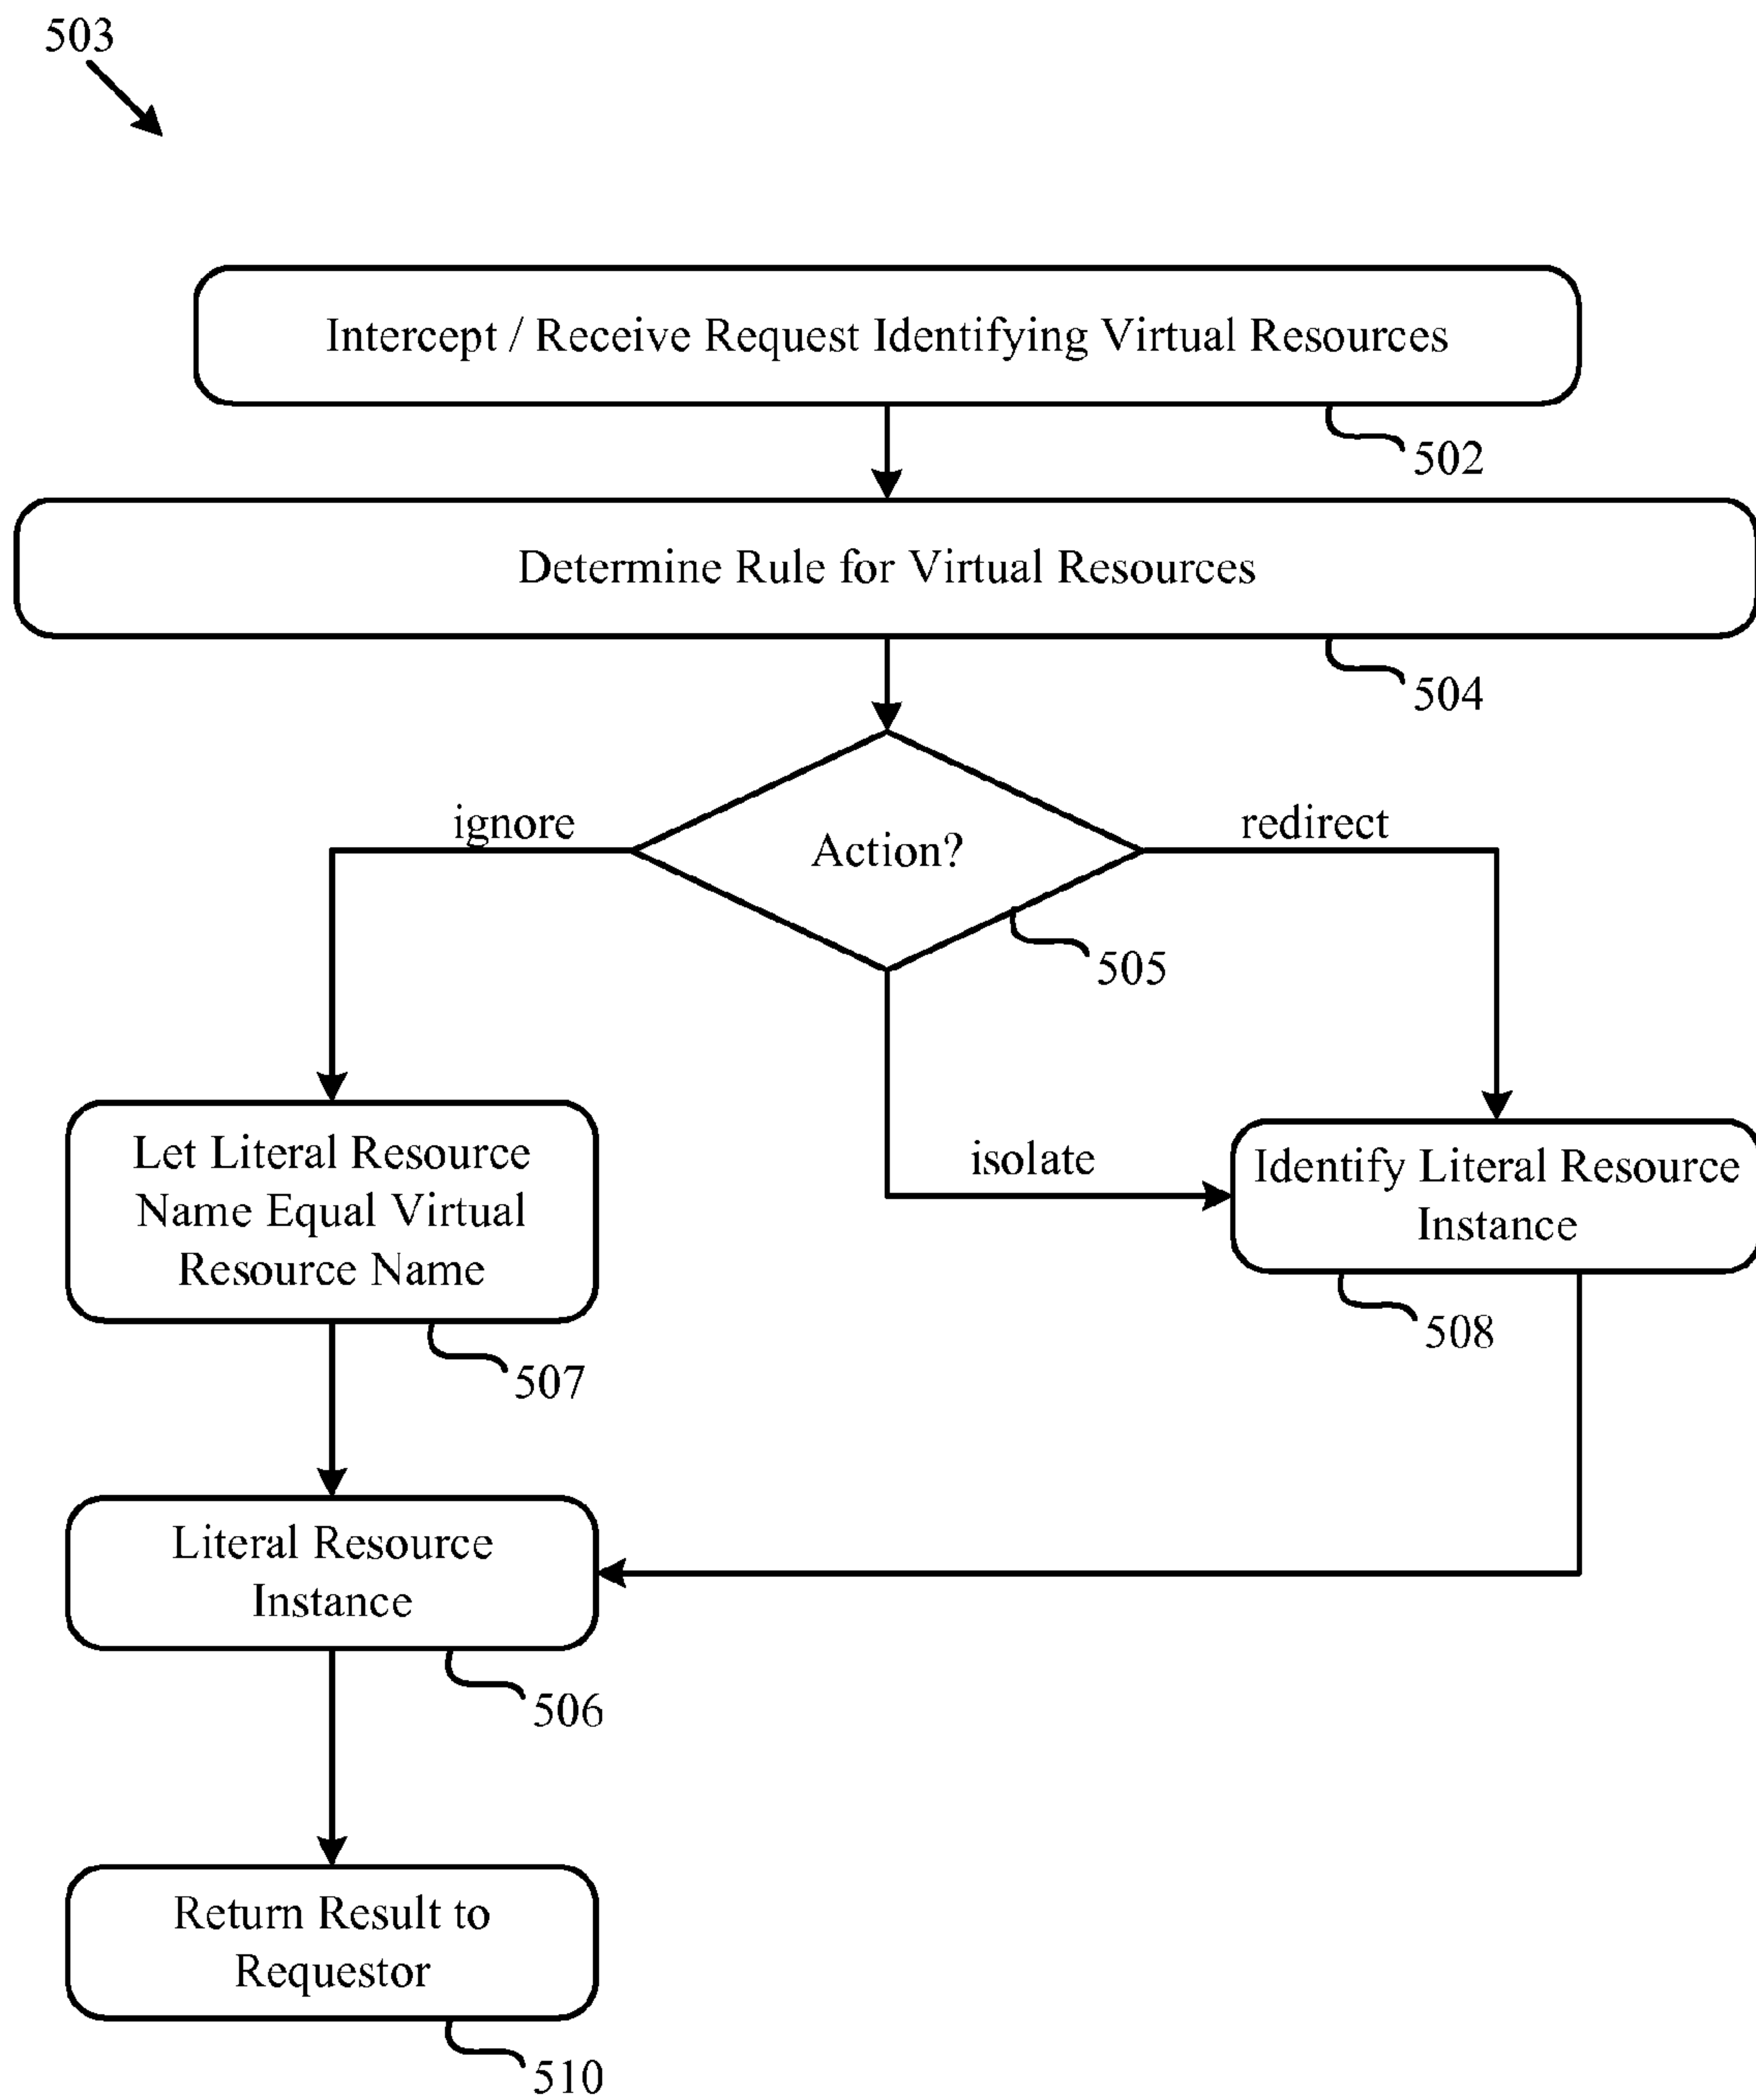 503
Intercept / Receive Request Identifying Virtual Resources
502
Determine Rule for Virtual Resources
504
ignore
Action?
redirect
505
isolate
Let Literal Resource
Name Equal Virtual
Resource Name
507
Identify Literal Resource
Instance
508
Literal Resource
Instance
506
Return Result to
Requestor
510